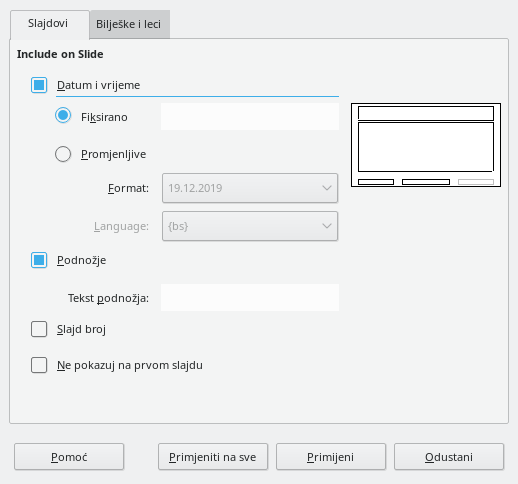 Slajdovi
Bilješke i leci
Include on Slide
Datum i vrijeme
Fiksirano
Promjenljive
Format:
19.12.2019
Language:
{bs}
Podnožje
Tekst podnožja:
Slajd broj
Ne pokazuj na prvom slajdu
Pomoć
Primjeniti na sve
Primijeni
Odustani